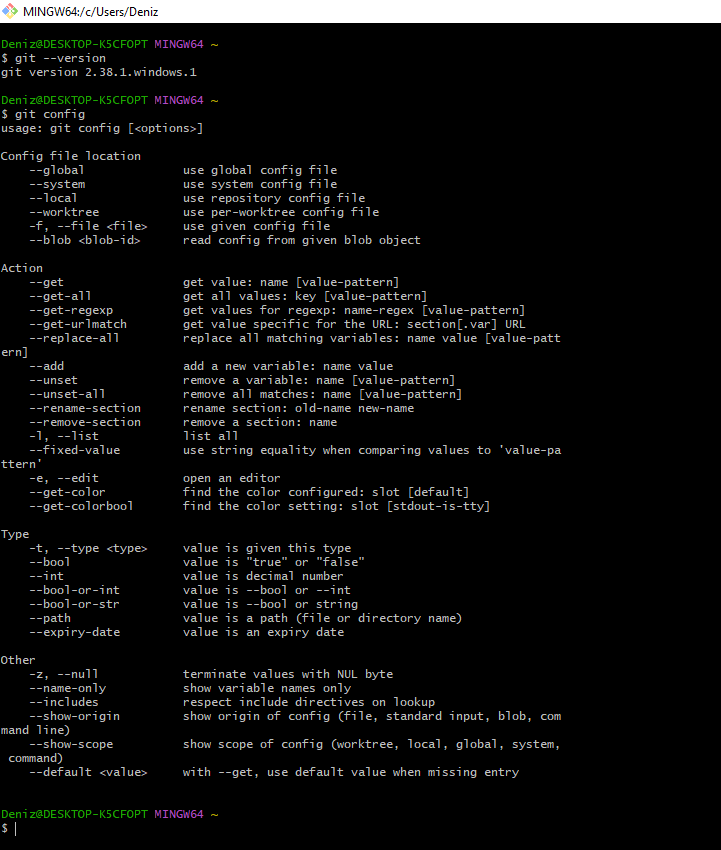 MINGW64:/c/Users/Deniz
Deniz@DESKTOP-K5CFOPT MINGW64 ~
$ git --version
git version 2.38.1.windows.1
Deniz@DESKTOP-K5CFOPT MINGW64 ~
$ git config
usage: git config [<options>]
Config file location
    --global              use global config file
    --system              use system config file
    --local               use repository config file
    --worktree            use per-worktree config file
    -f, --file <file>     use given config file
    --blob <blob-id>      read config from given blob object
Action
    --get                 get value: name [value-pattern]
    --get-all             get all values: key [value-pattern]
    --get-regexp          get values for regexp: name-regex [value-pattern]
    --get-urlmatch        get value specific for the URL: section[.var] URL
    --replace-all         replace all matching variables: name value [value-patt
ern]
    --add                 add a new variable: name value
    --unset               remove a variable: name [value-pattern]
    --unset-all           remove all matches: name [value-pattern]
    --rename-section      rename section: old-name new-name
    --remove-section      remove a section: name
    -l, --list            list all
    --fixed-value         use string equality when comparing values to 'value-pa
ttern'
    -e, --edit            open an editor
    --get-color           find the color configured: slot [default]
    --get-colorbool       find the color setting: slot [stdout-is-tty]
Type
    -t, --type <type>     value is given this type
    --bool                value is "true" or "false"
    --int                 value is decimal number
    --bool-or-int         value is --bool or --int
    --bool-or-str         value is --bool or string
    --path                value is a path (file or directory name)
    --expiry-date         value is an expiry date
Other
    -z, --null            terminate values with NUL byte
    --name-only           show variable names only
    --includes            respect include directives on lookup
    --show-origin         show origin of config (file, standard input, blob, com
mand line)
    --show-scope          show scope of config (worktree, local, global, system,
 command)
    --default <value>     with --get, use default value when missing entry
Deniz@DESKTOP-K5CFOPT MINGW64 ~
$